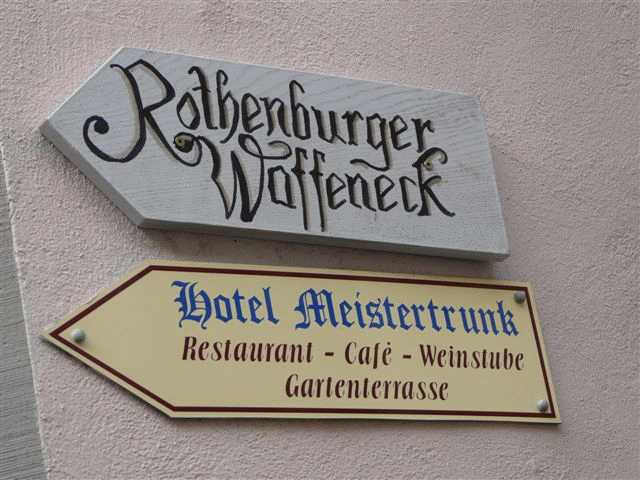 Rothenburger
Waffeneck
Hotel Meistertrunk
Restaurant - Café - Weinstube
Gartenterrasse